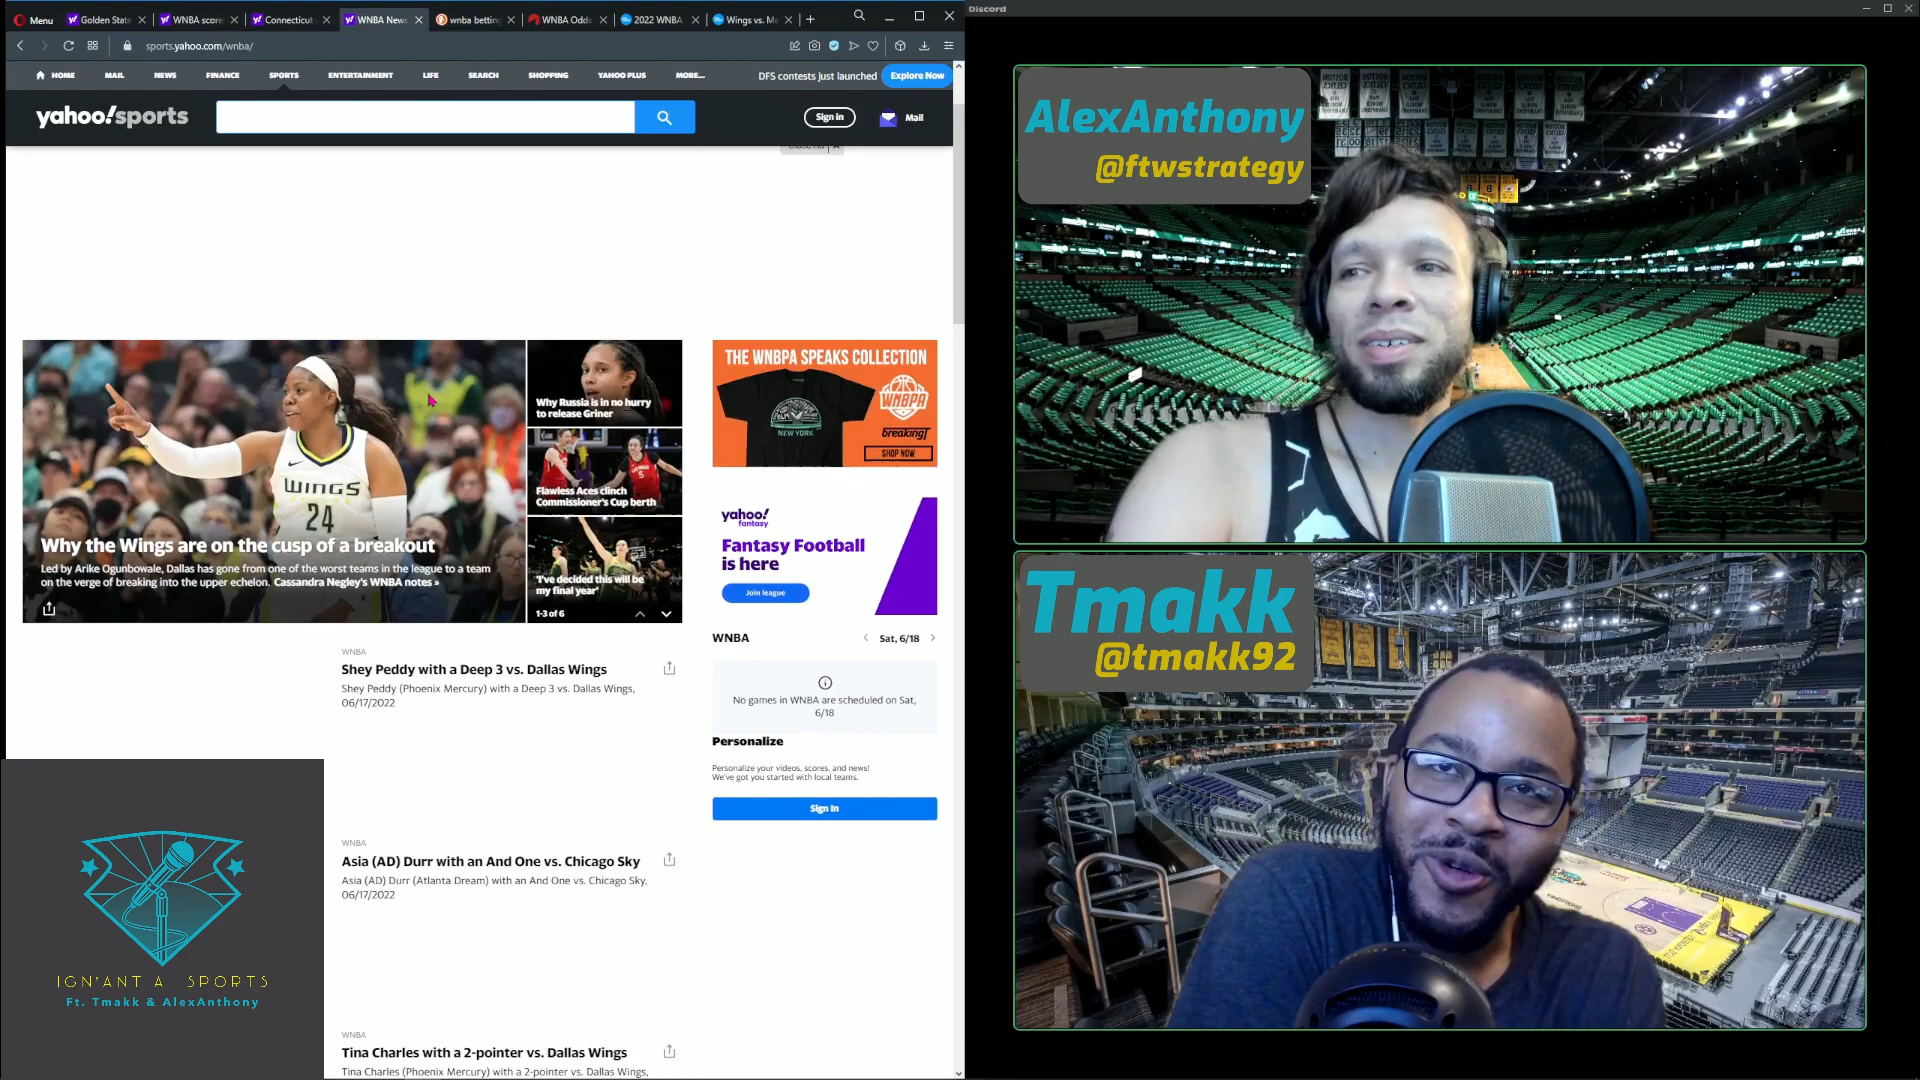 Menu
Golden State
WNBA score
Connecticut
WNBA News
wnba betting
WNBA Odds
2022 WNBA
Wings vs. Me
sports.yahoo.com/wnba/
HOME
MAIL
NEWS
FINANCE
SPORTS
ENTERTAINMENT
LIFE
SEARCH
SHOPPING
YAHOO PLUS
MORE...
DFS contests just launched
Explore Now
yahoo!sports
Sign in
Mail
Why the Wings are on the cusp of a breakout
Led by Arike Ogunbowale, Dallas has gone from one of the worst teams in the league to a team
on the verge of breaking into the upper echelon. Cassandra Negley's WNBA notes »
WINGS
24
Why Russia is in no hurry
to release Griner
Flawless Aces clinch
Commissioner's Cup berth
'I've decided this will be
my final year'
1-3 of 6
THE WNBPA SPEAKS COLLECTION
NEW YORK
WNBPA
breakingT
SHOP NOW
yahoo!
fantasy
Fantasy Football
is here
Join league
WNBA
Sat, 6/18
No games in WNBA are scheduled on Sat,
6/18
Personalize
Personalize your videos, scores, and news!
We've got you started with local teams.
Sign In
WNBA
Shey Peddy with a Deep 3 vs. Dallas Wings
Shey Peddy (Phoenix Mercury) with a Deep 3 vs. Dallas Wings,
06/17/2022
WNBA
Asia (AD) Durr with an And One vs. Chicago Sky
Asia (AD) Durr (Atlanta Dream) with an And One vs. Chicago Sky,
06/17/2022
WNBA
Tina Charles with a 2-pointer vs. Dallas Wings
Tina Charles (Phoenix Mercury) with a 2-pointer vs. Dallas Wings,
IGN'ANT A SPORTS
Ft. Tmakk & AlexAnthony
Discord
AlexAnthony
@ftwstrategy
Tmakk
@tmakk92